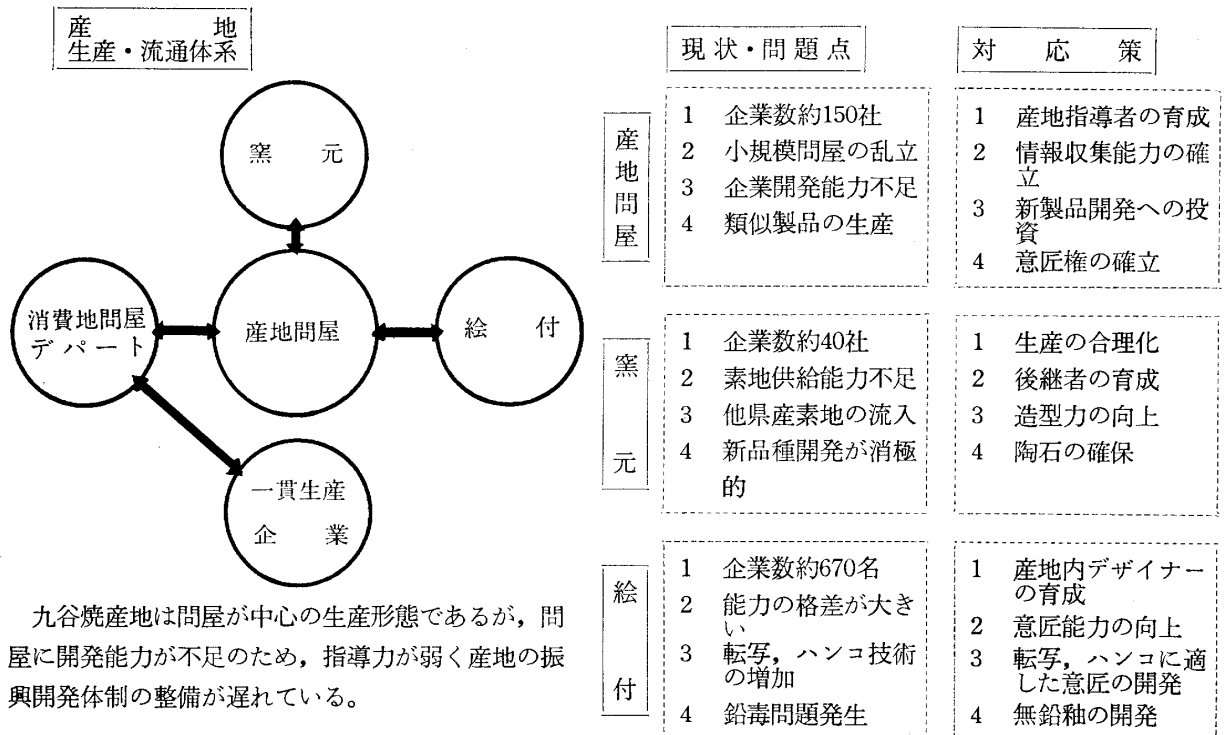 産地
生産・流通体系
窯元
消費地問屋
デパート
産地問屋
絵付
一貫生産
企業
九谷焼産地は問屋が中心の生産形態であるが，問
屋に開発能力が不足のため，指導力が弱く産地の振
興開発体制の整備が遅れている。
現状・問題点
対応策
産地問屋
1 企業数約150社
2 小規模問屋の乱立
3 企業開発能力不足
4 類似製品の生産
1 産地指導者の育成
2 情報収集能力の確
立
3 新製品開発への投
資
4 意匠権の確立
窯元
1 企業数約40社
2 素地供給能力不足
3 他県産素地の流入
4 新品種開発が消極
的
1 生産の合理化
2 後継者の育成
3 造型力の向上
4 陶石の確保
絵付
1 企業数約670名
2 能力の格差が大き
い
3 転写，ハンコ技術
の増加
4 鉛毒問題発生
1 産地内デザイナー
の育成
2 意匠能力の向上
3 転写，ハンコに適
した意匠の開発
4 無鉛釉の開発